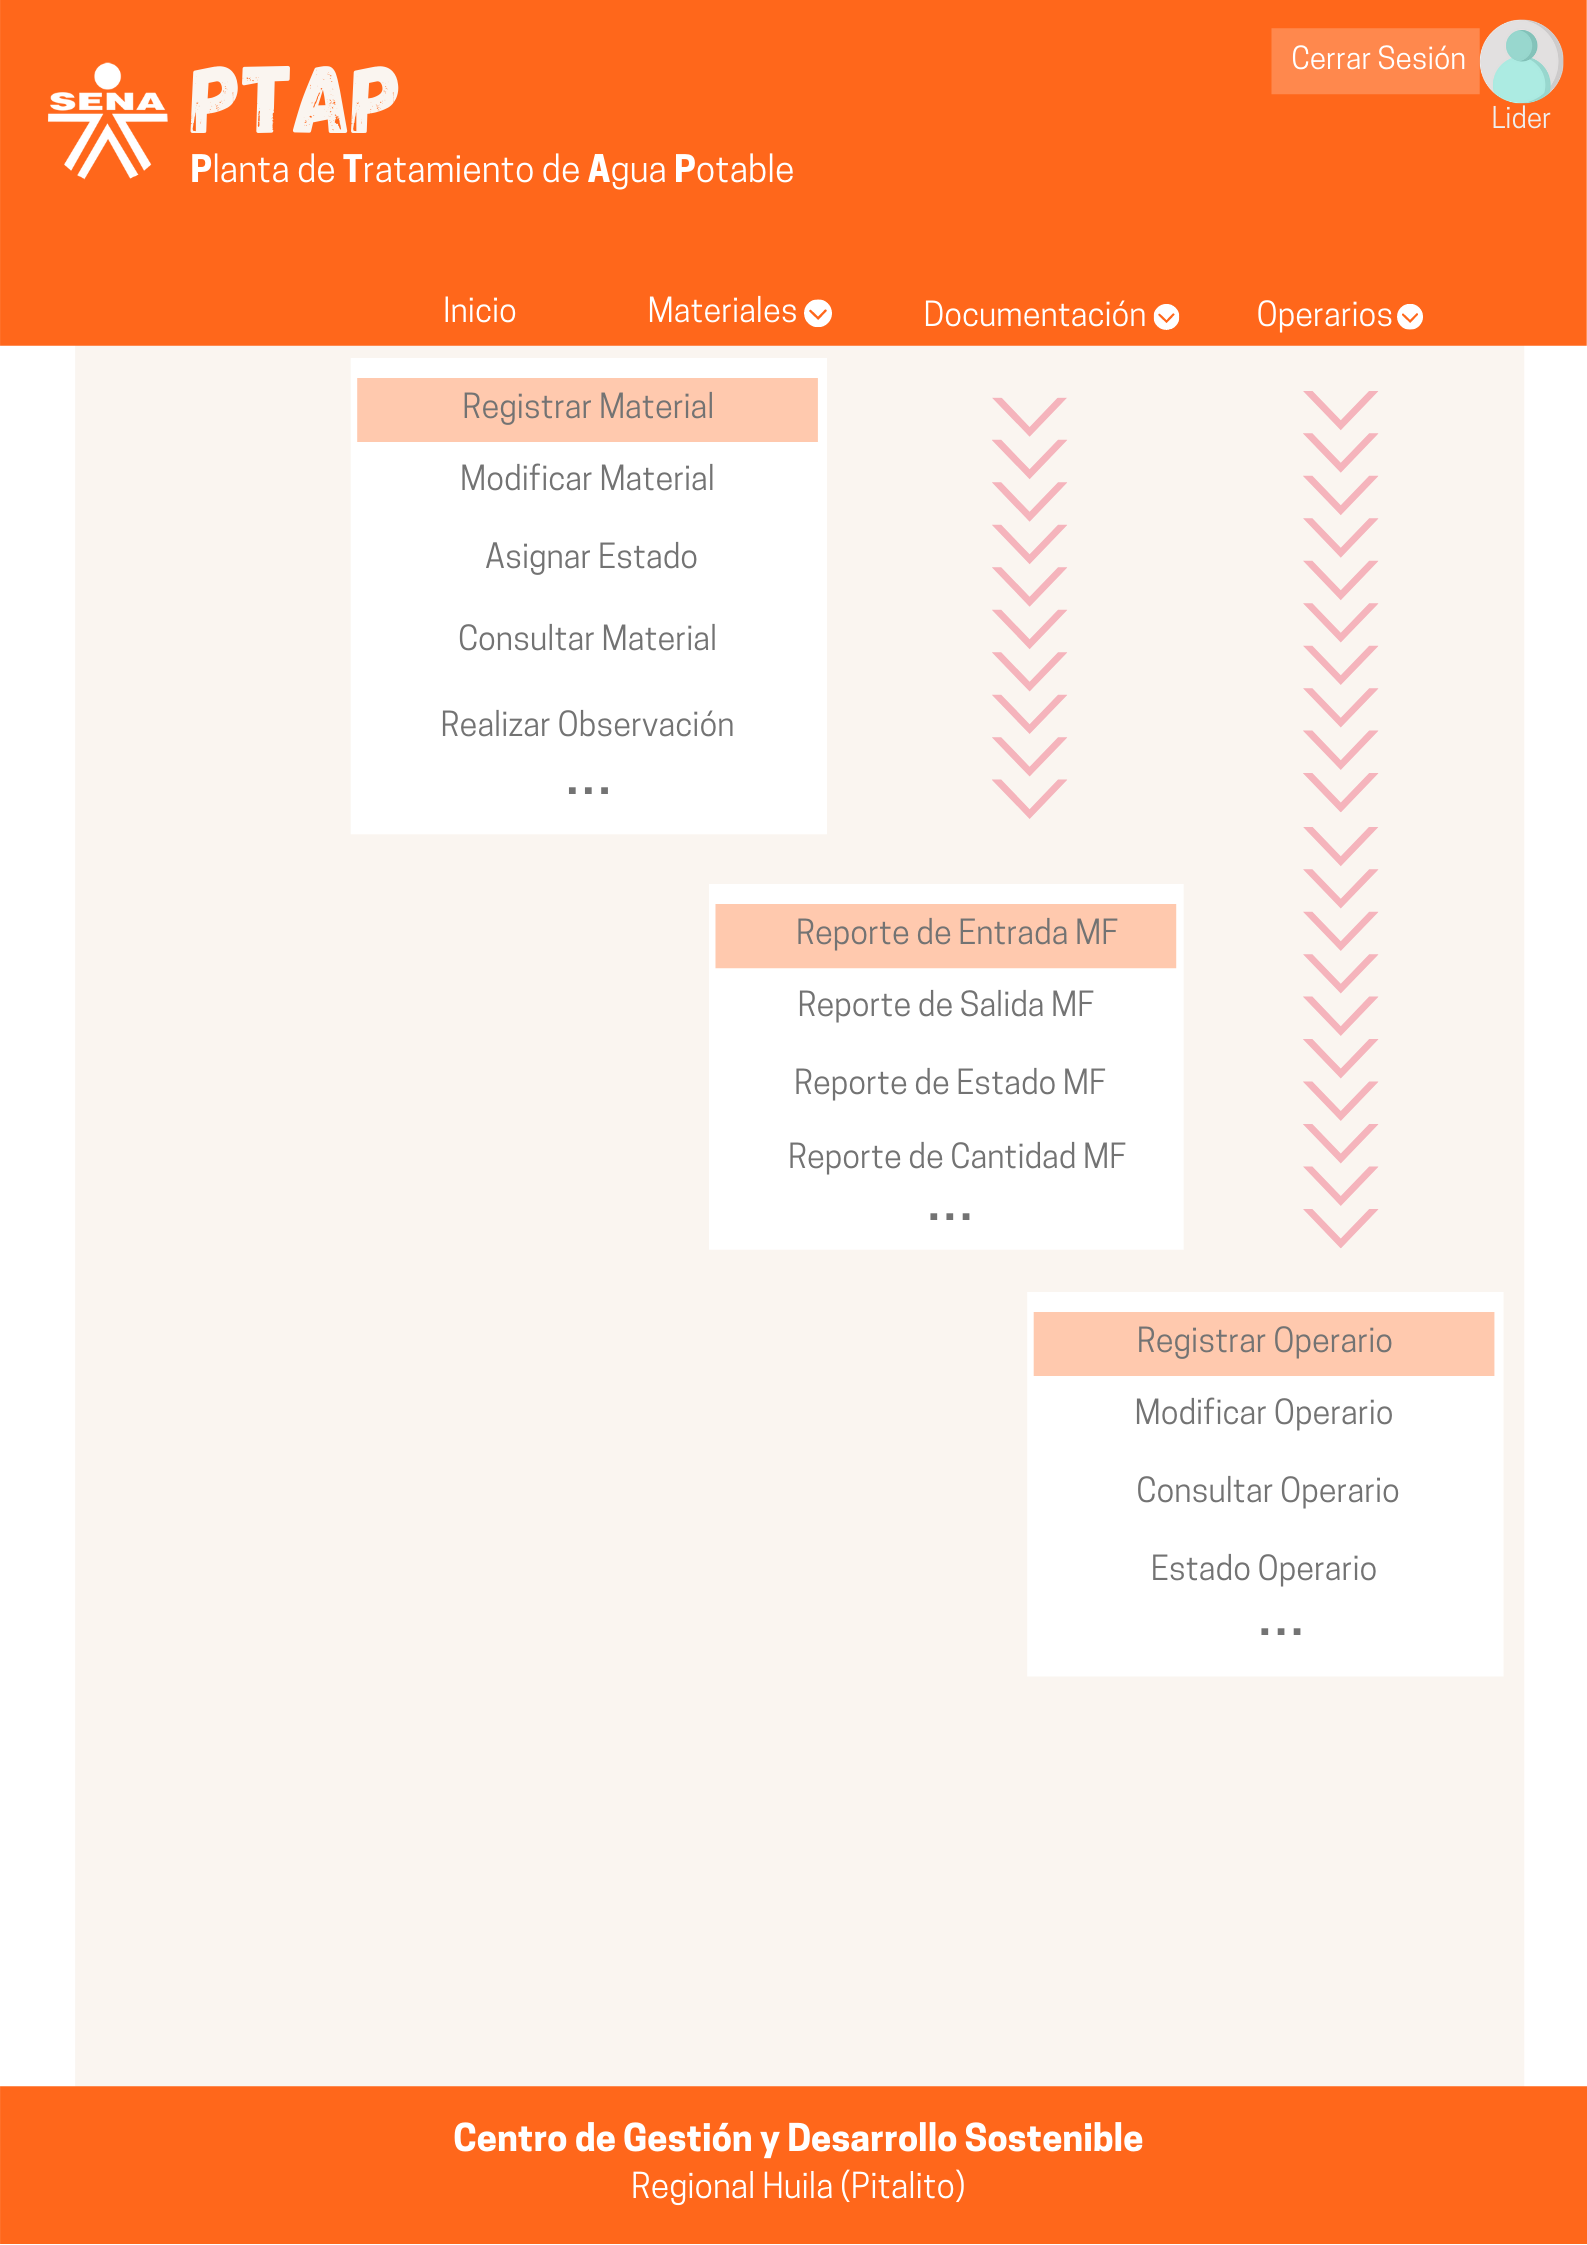 Cerrar Sesión
Lider
SENA
PTAP
Planta de Tratamiento de Agua Potable
Inicio
Materiales
Documentación
Operarios
Registrar Material
Modificar Material
Asignar Estado
Consultar Material
Realizar Observación
...
Reporte de Entrada MF
Reporte de Salida MF
Reporte de Estado MF
Reporte de Cantidad MF
...
Registrar Operario
Modificar Operario
Consultar Operario
Estado Operario
...
Centro de Gestión y Desarrollo Sostenible
Regional Huila (Pitalito)